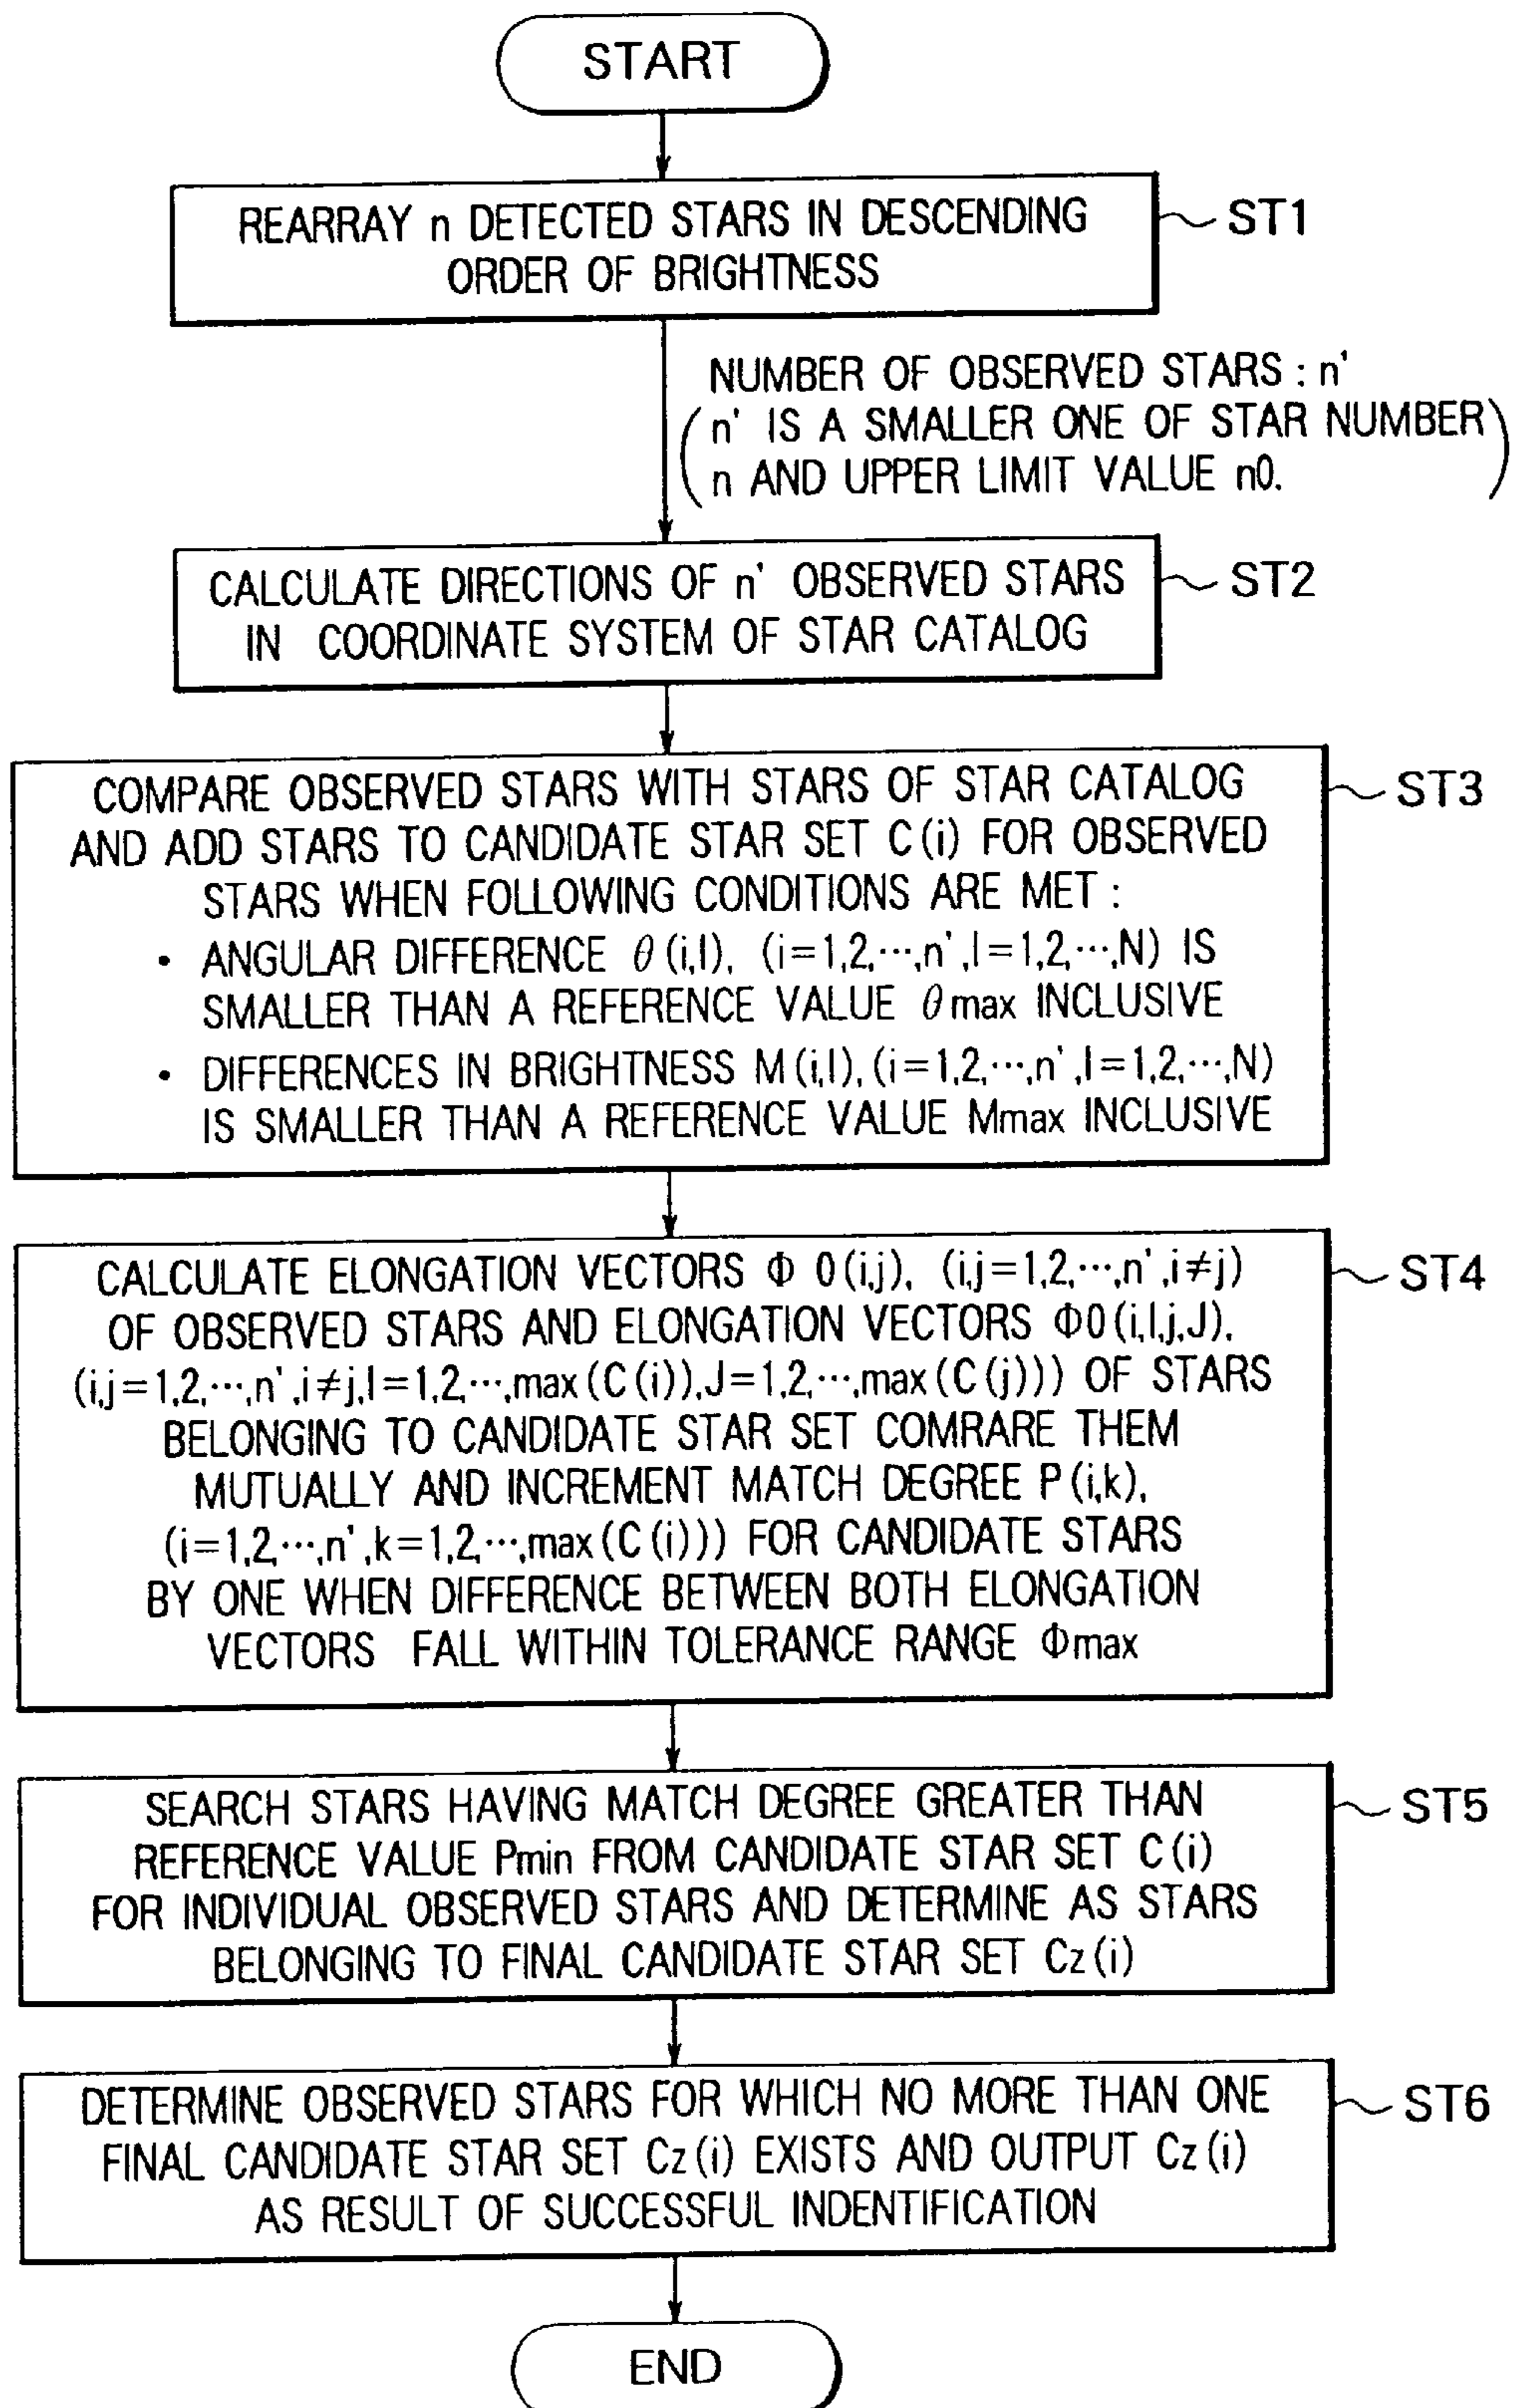 START
REARRAY n DETECTED STARS IN DESCENDING
ORDER OF BRIGHTNESS
ST1
NUMBER OF OBSERVED STARS : n'
(n' IS A SMALLER ONE OF STAR NUMBER
n AND UPPER LIMIT VALUE n0.)
CALCULATE DIRECTIONS OF n' OBSERVED STARS
IN COORDINATE SYSTEM OF STAR CATALOG
ST2
COMPARE OBSERVED STARS WITH STARS OF STAR CATALOG
AND ADD STARS TO CANDIDATE STAR SET C(i) FOR OBSERVED
STARS WHEN FOLLOWING CONDITIONS ARE MET :
• ANGULAR DIFFERENCE θ(i,I), (i=1,2,⋯,n',I=1,2,⋯,N) IS
SMALLER THAN A REFERENCE VALUE θmax INCLUSIVE
• DIFFERENCES IN BRIGHTNESS M(i,I),(i=1,2,⋯,n',I=1,2,⋯,N)
IS SMALLER THAN A REFERENCE VALUE Mmax INCLUSIVE
ST3
CALCULATE ELONGATION VECTORS Φ 0(i,j), (i,j=1,2,⋯,n',i≠j)
OF OBSERVED STARS AND ELONGATION VECTORS Φ0(i,I,j,J),
(i,j=1,2,⋯,n',i≠j,I=1,2,⋯,max(C(i)),J=1,2,⋯,max(C(j))) OF STARS
BELONGING TO CANDIDATE STAR SET COMRARE THEM
MUTUALLY AND INCREMENT MATCH DEGREE P(i,k),
(i=1,2,⋯,n',k=1,2,⋯,max(C(i))) FOR CANDIDATE STARS
BY ONE WHEN DIFFERENCE BETWEEN BOTH ELONGATION
VECTORS FALL WITHIN TOLERANCE RANGE Φmax
ST4
SEARCH STARS HAVING MATCH DEGREE GREATER THAN
REFERENCE VALUE Pmin FROM CANDIDATE STAR SET C(i)
FOR INDIVIDUAL OBSERVED STARS AND DETERMINE AS STARS
BELONGING TO FINAL CANDIDATE STAR SET Cz(i)
ST5
DETERMINE OBSERVED STARS FOR WHICH NO MORE THAN ONE
FINAL CANDIDATE STAR SET Cz(i) EXISTS AND OUTPUT Cz(i)
AS RESULT OF SUCCESSFUL INDENTIFICATION
ST6
END